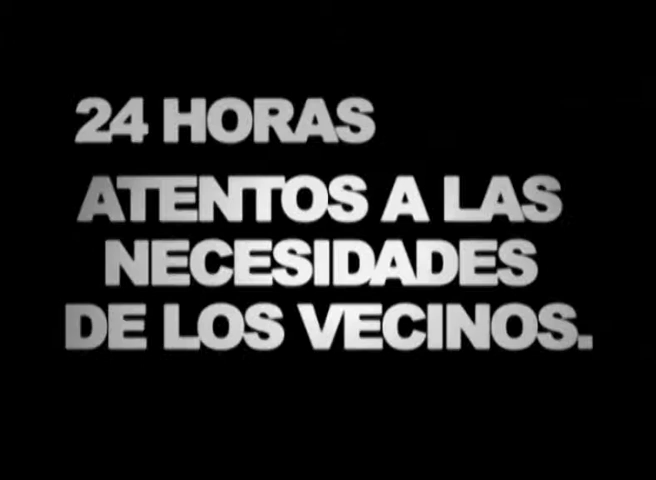 24 HORAS
ATENTOS A LAS
NECESIDADES
DE LOS VECINOS.